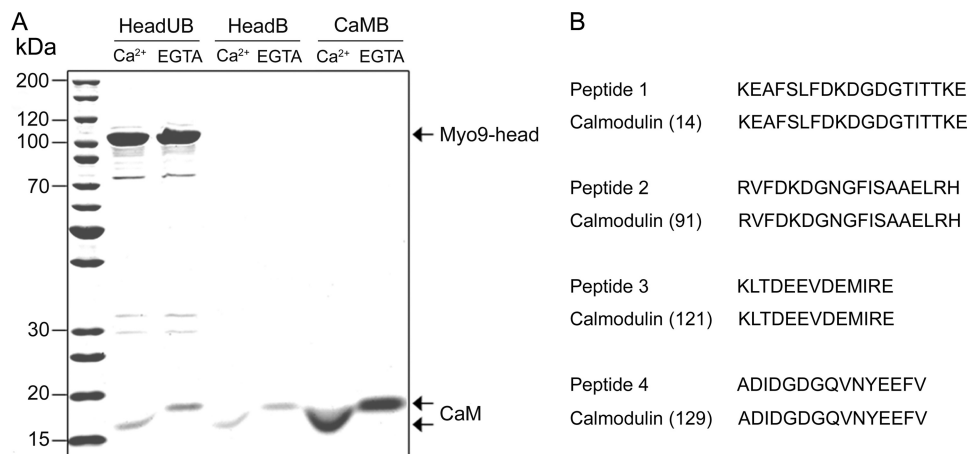 A
kDa
HeadUB HeadB CaMB
Ca²⁺ EGTA Ca²⁺ EGTA Ca²⁺ EGTA
200
120
100
70
30
20
15
Myo9-head
CaM
B
Peptide 1 KEAFSLFDKDGDGTITTKE
Calmodulin (14) KEAFSLFDKDGDGTITTKE
Peptide 2 RVFDKDGNGFISAAELRH
Calmodulin (91) RVFDKDGNGFISAAELRH
Peptide 3 KLTDEEVDEMIRE
Calmodulin (121) KLTDEEVDEMIRE
Peptide 4 ADIDGDGQVNYEEFV
Calmodulin (129) ADIDGDGQVNYEEFV